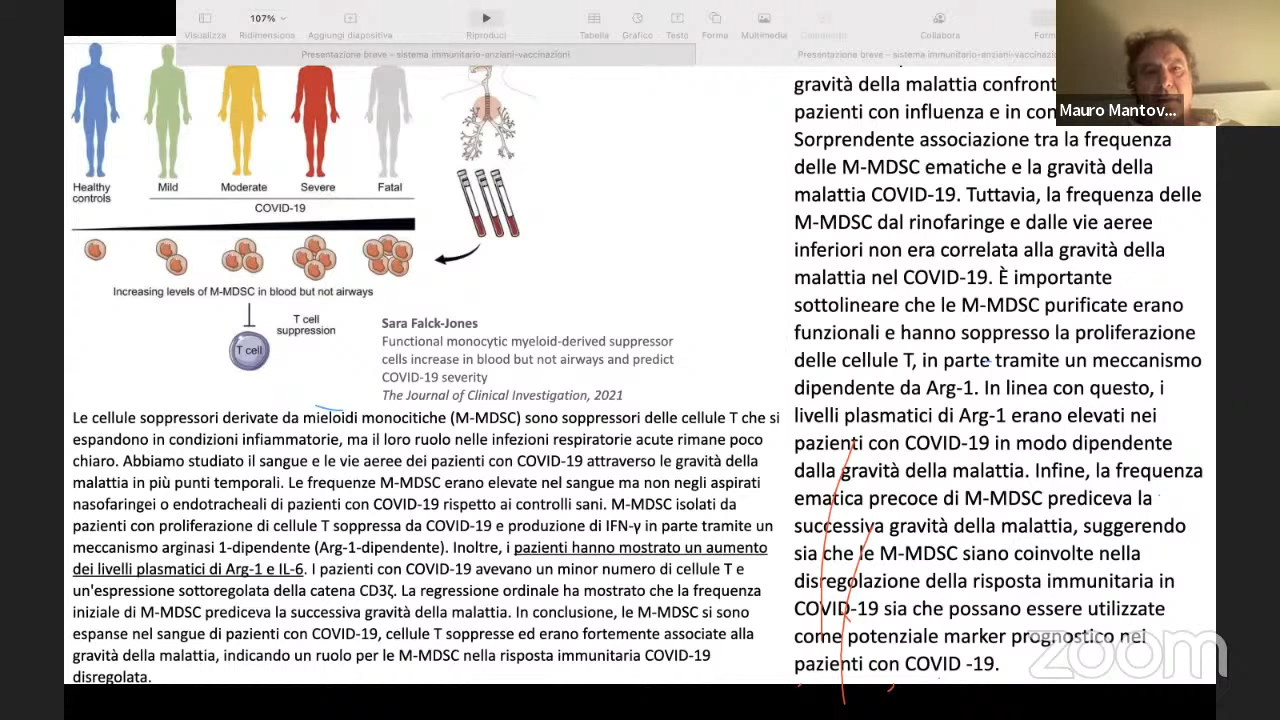 107%
Visualizza
Ridimensiona
Aggiungi diapositiva
Riproduci
Tabella
Grafico
Testo
Forma
Multimedia
Commento
Collabora
Form
Presentazione breve – sistema immunitario-anziani-vaccinazioni
Presentazione breve – sistema immunitario-anziani-vaccinazio
Mauro Mantov...
Healthy
controls
Mild
Moderate
Severe
Fatal
COVID-19
Increasing levels of M-MDSC in blood but not airways
T cell
suppression
T cell
Sara Falck-Jones
Functional monocytic myeloid-derived suppressor
cells increase in blood but not airways and predict
COVID-19 severity
The Journal of Clinical Investigation, 2021
Le cellule soppressori derivate da mieloidi monocitiche (M-MDSC) sono soppressori delle cellule T che si
espandono in condizioni infiammatorie, ma il loro ruolo nelle infezioni respiratorie acute rimane poco
chiaro. Abbiamo studiato il sangue e le vie aeree dei pazienti con COVID-19 attraverso le gravità della
malattia in più punti temporali. Le frequenze M-MDSC erano elevate nel sangue ma non negli aspirati
nasofaringei o endotracheali di pazienti con COVID-19 rispetto ai controlli sani. M-MDSC isolati da
pazienti con proliferazione di cellule T soppressa da COVID-19 e produzione di IFN-γ in parte tramite un
meccanismo arginasi 1-dipendente (Arg-1-dipendente). Inoltre, i pazienti hanno mostrato un aumento
dei livelli plasmatici di Arg-1 e IL-6. I pazienti con COVID-19 avevano un minor numero di cellule T e
un'espressione sottoregolata della catena CD3ζ. La regressione ordinale ha mostrato che la frequenza
iniziale di M-MDSC prediceva la successiva gravità della malattia. In conclusione, le M-MDSC si sono
espanse nel sangue di pazienti con COVID-19, cellule T soppresse ed erano fortemente associate alla
gravità della malattia, indicando un ruolo per le M-MDSC nella risposta immunitaria COVID-19
disregolata.
gravità della malattia confront
pazienti con influenza e in con
Sorprendente associazione tra la frequenza
delle M-MDSC ematiche e la gravità della
malattia COVID-19. Tuttavia, la frequenza delle
M-MDSC dal rinofaringe e dalle vie aeree
inferiori non era correlata alla gravità della
malattia nel COVID-19. È importante
sottolineare che le M-MDSC purificate erano
funzionali e hanno soppresso la proliferazione
delle cellule T, in parte tramite un meccanismo
dipendente da Arg-1. In linea con questo, i
livelli plasmatici di Arg-1 erano elevati nei
pazienti con COVID-19 in modo dipendente
dalla gravità della malattia. Infine, la frequenza
ematica precoce di M-MDSC prediceva la
successiva gravità della malattia, suggerendo
sia che le M-MDSC siano coinvolte nella
disregolazione della risposta immunitaria in
COVID-19 sia che possano essere utilizzate
come potenziale marker prognostico nei
pazienti con COVID -19.
zoom